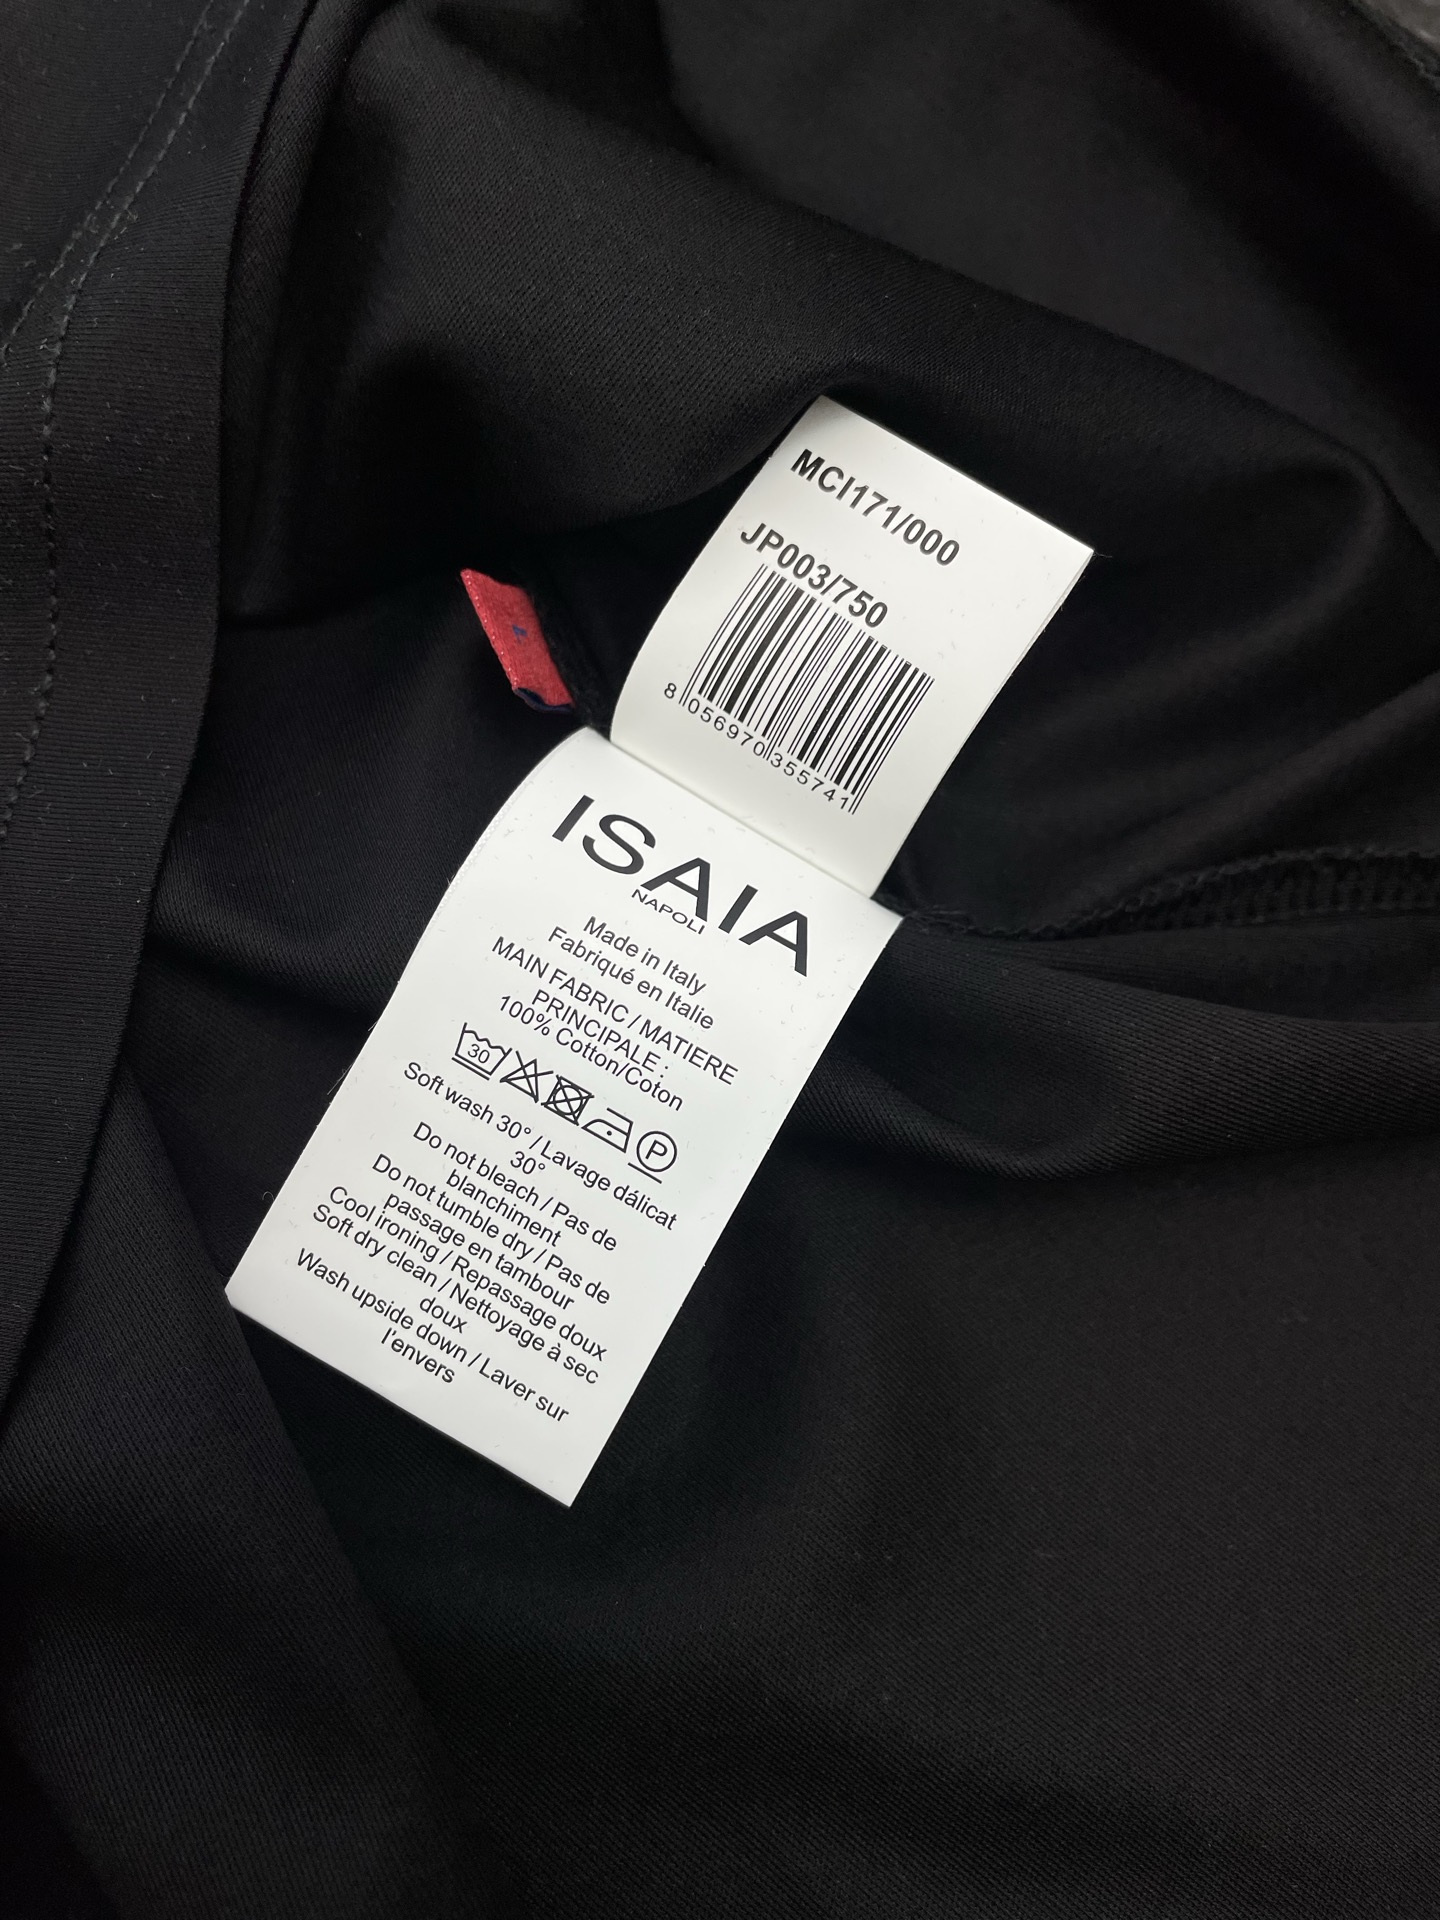 MCI171/000
JP003/750
8 056970 355741
ISAIA
NAPOLI
Made in Italy
Fabriqué en Italie
MAIN FABRIC / MATIERE
PRINCIPALE :
100% Cotton/Coton
30 P
Soft wash 30° / Lavage dálicat
30°
Do not bleach / Pas de
blanchiment
Do not tumble dry / Pas de
passage en tambour
Cool ironing / Repassage doux
Soft dry clean / Nettoyage à sec
doux
Wash upside down / Laver sur
l'envers